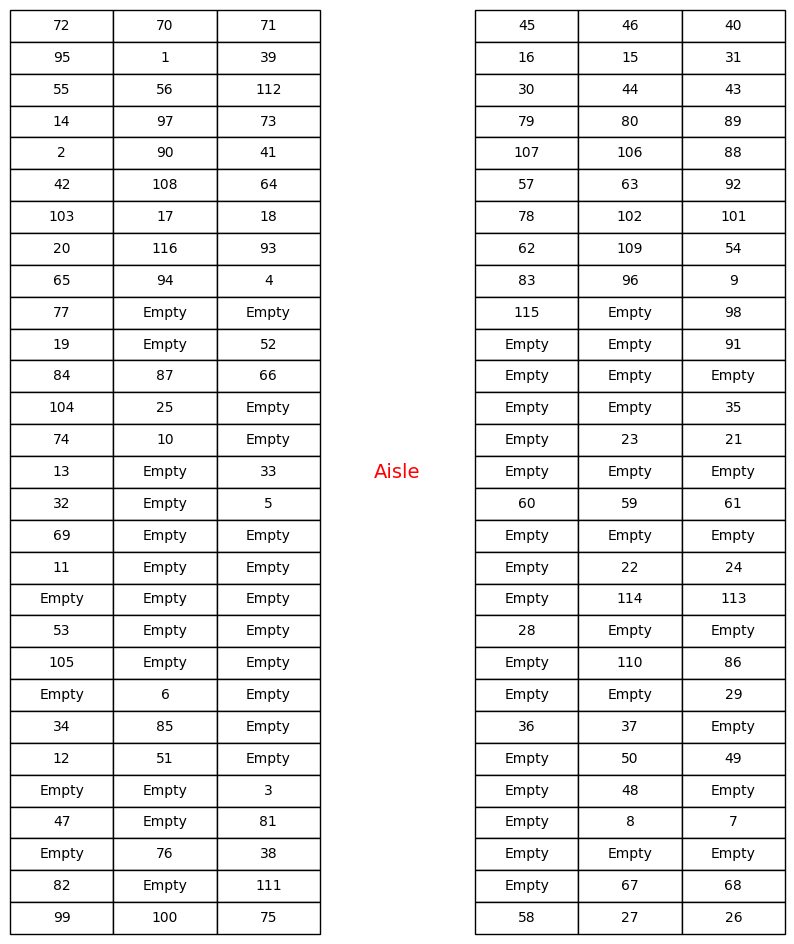 72 70 71 45 46 40
95 1 39 16 15 31
55 56 112 30 44 43
14 97 73 79 80 89
2 90 41 107 106 88
42 108 64 57 63 92
103 17 18 78 102 101
20 116 93 62 109 54
65 94 4 83 96 9
77 Empty Empty 115 Empty 98
19 Empty 52 Empty Empty 91
84 87 66 Empty Empty Empty
104 25 Empty Empty Empty 35
74 10 Empty Empty 23 21
13 Empty 33 Aisle Empty Empty Empty
32 Empty 5 60 59 61
69 Empty Empty Empty Empty Empty
11 Empty Empty Empty 22 24
Empty Empty Empty Empty 114 113
53 Empty Empty 28 Empty Empty
105 Empty Empty Empty 110 86
Empty 6 Empty Empty Empty 29
34 85 Empty 36 37 Empty
12 51 Empty Empty 50 49
Empty Empty 3 Empty 48 Empty
47 Empty 81 Empty 8 7
Empty 76 38 Empty Empty Empty
82 Empty 111 Empty 67 68
99 100 75 58 27 26